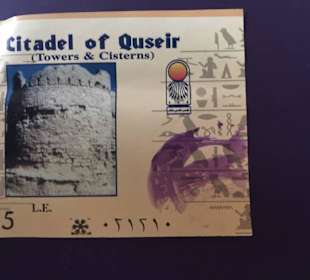 Citadel of Quseir
(Towers & Cisterns)
L.E.
5
٠٢١٢١٠